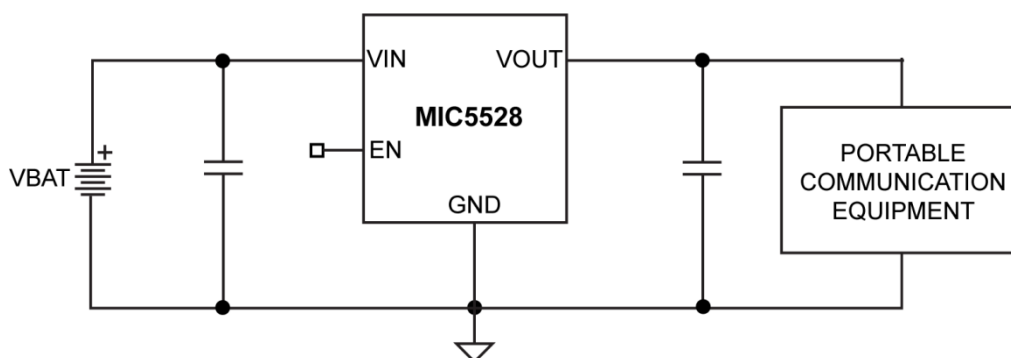 VIN
VOUT
MIC5528
EN
GND
VBAT
+
PORTABLE
COMMUNICATION
EQUIPMENT